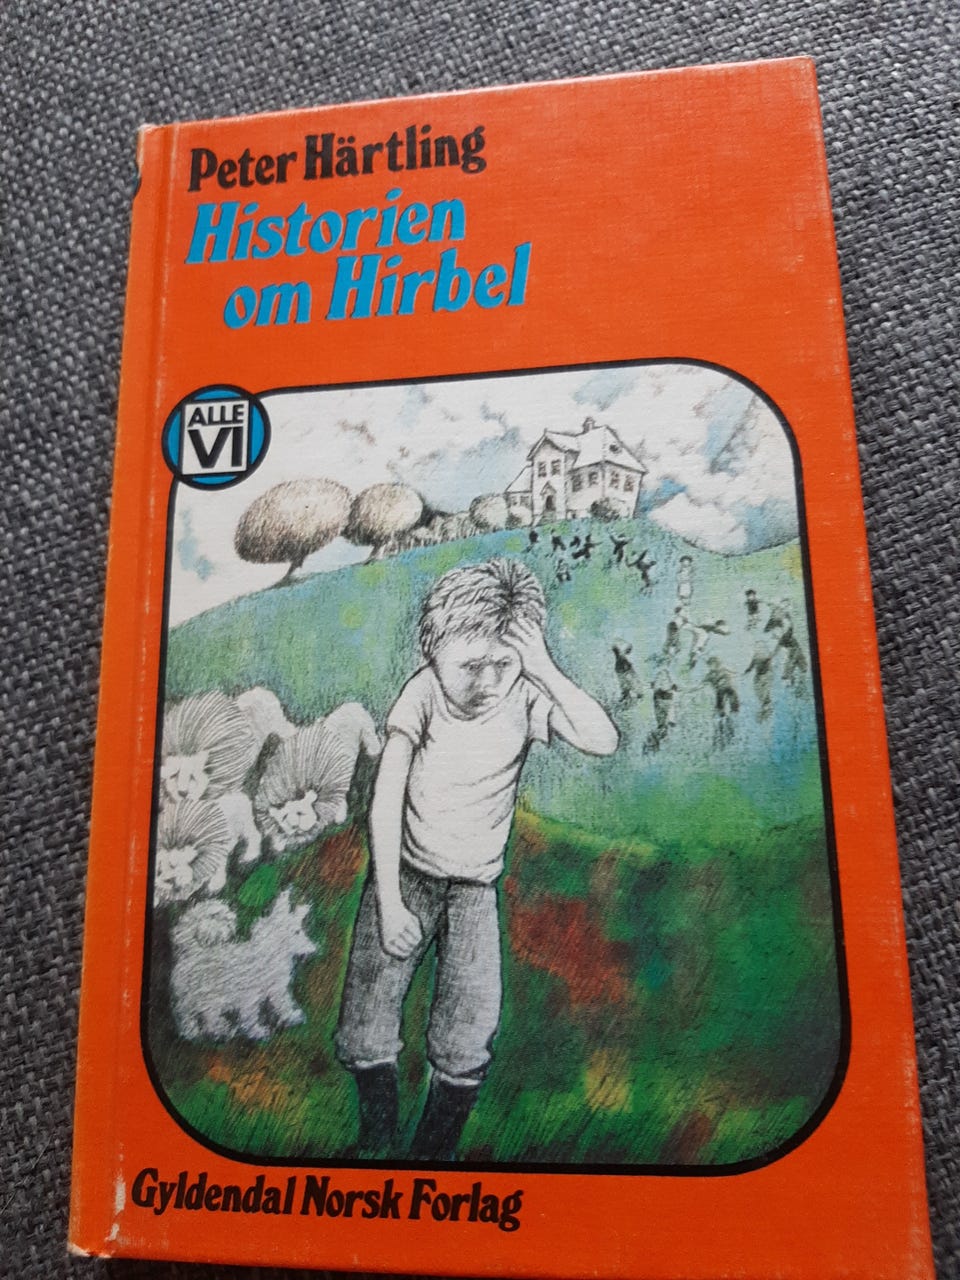 Peter Härtling
Historien
om Hirbel
ALLE
VI
Gyldendal Norsk Forlag